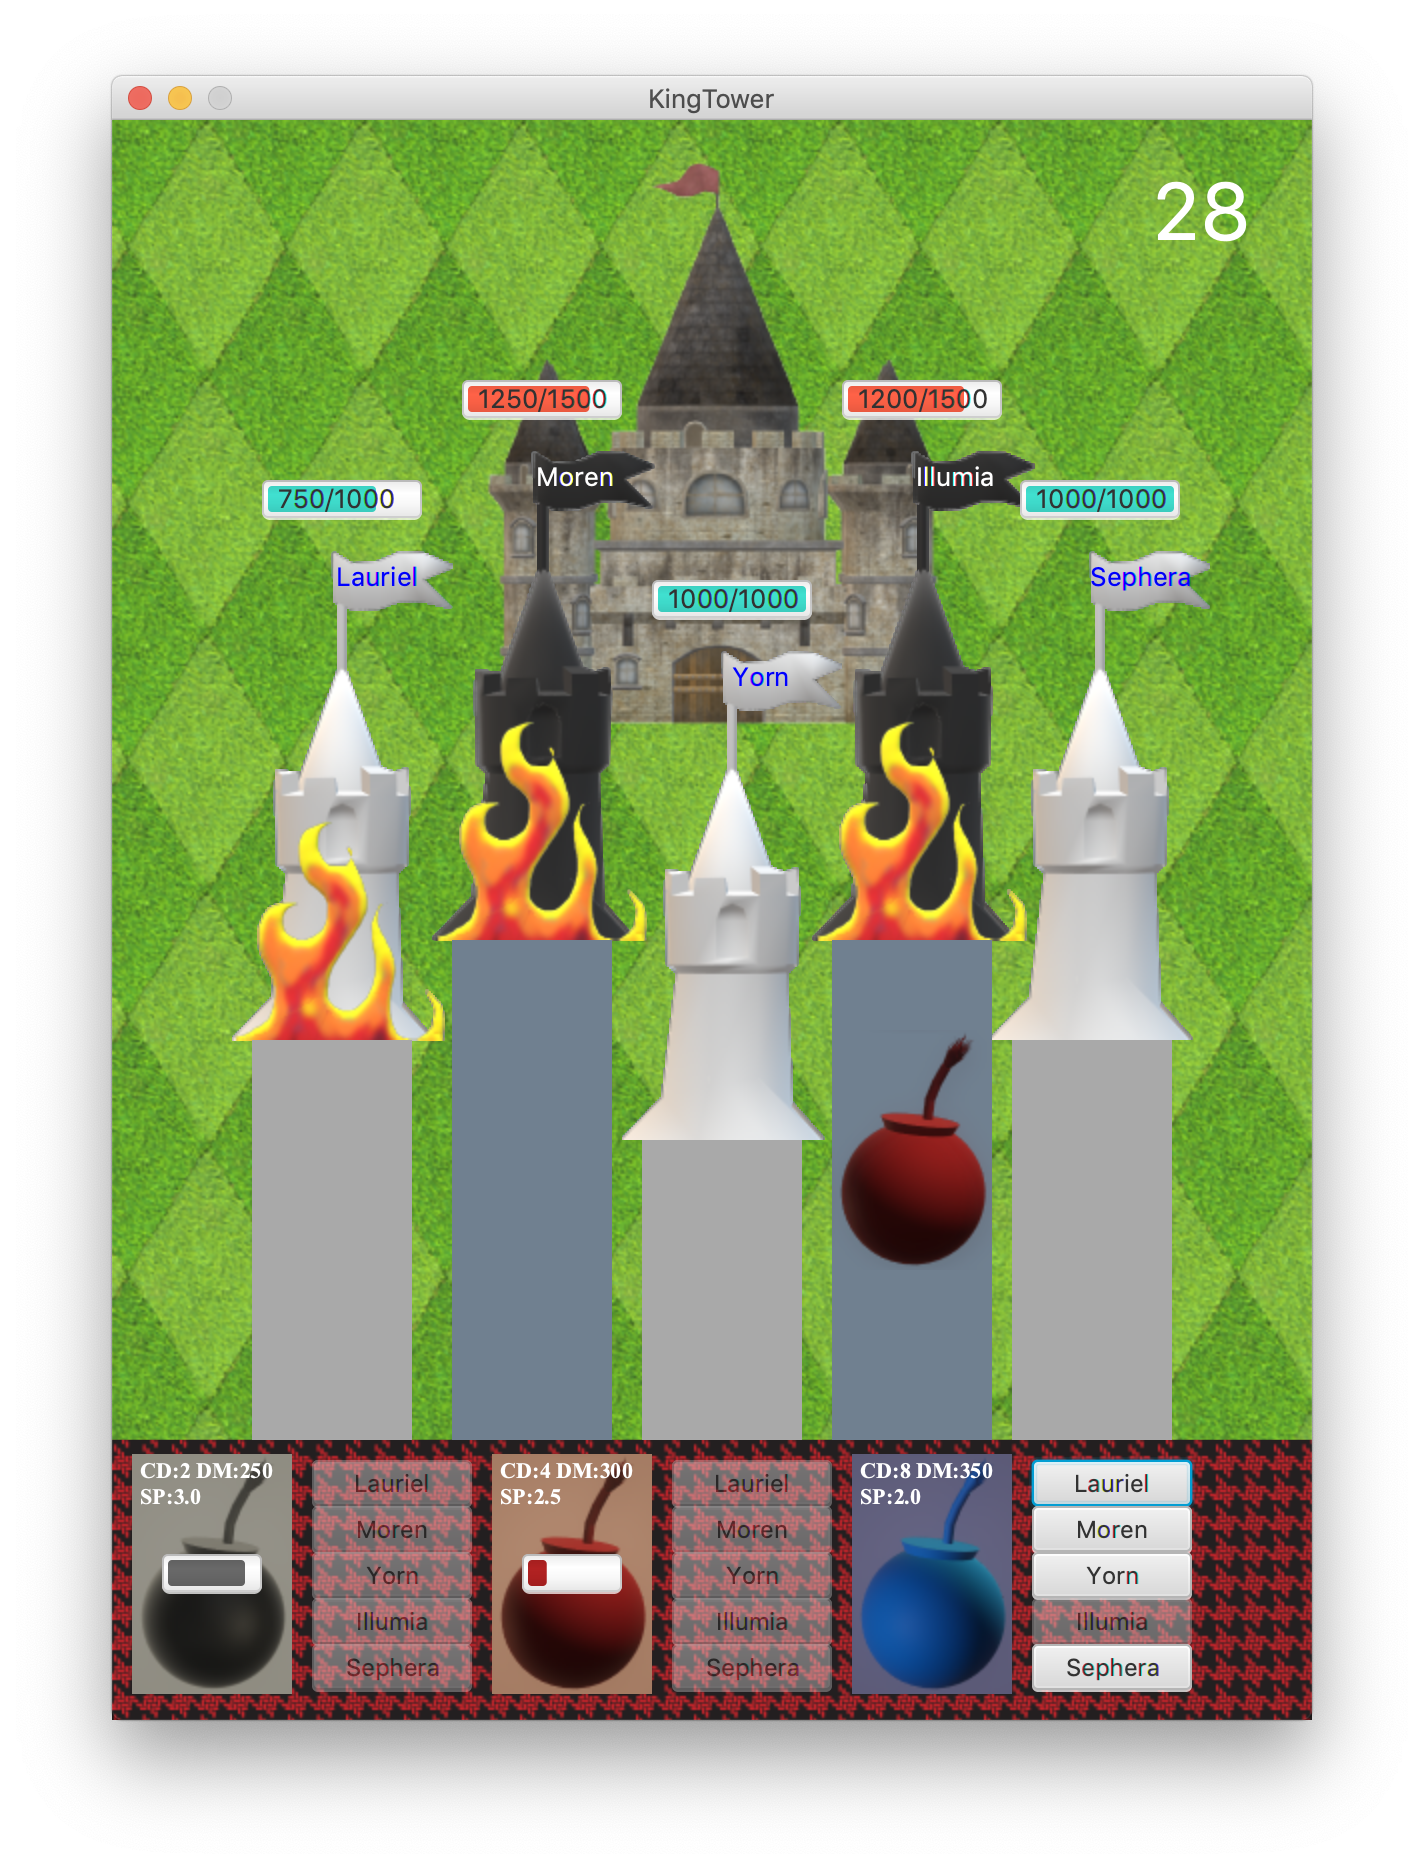 KingTower
28
1250/1500
1200/1500
Moren
Illumia
750/1000
1000/1000
Lauriel
Sephera
1000/1000
Yorn
CD:2 DM:250
SP:3.0
Lauriel
Moren
Yorn
Illumia
Sephera
CD:4 DM:300
SP:2.5
Lauriel
Moren
Yorn
Illumia
Sephera
CD:8 DM:350
SP:2.0
Lauriel
Moren
Yorn
Illumia
Sephera